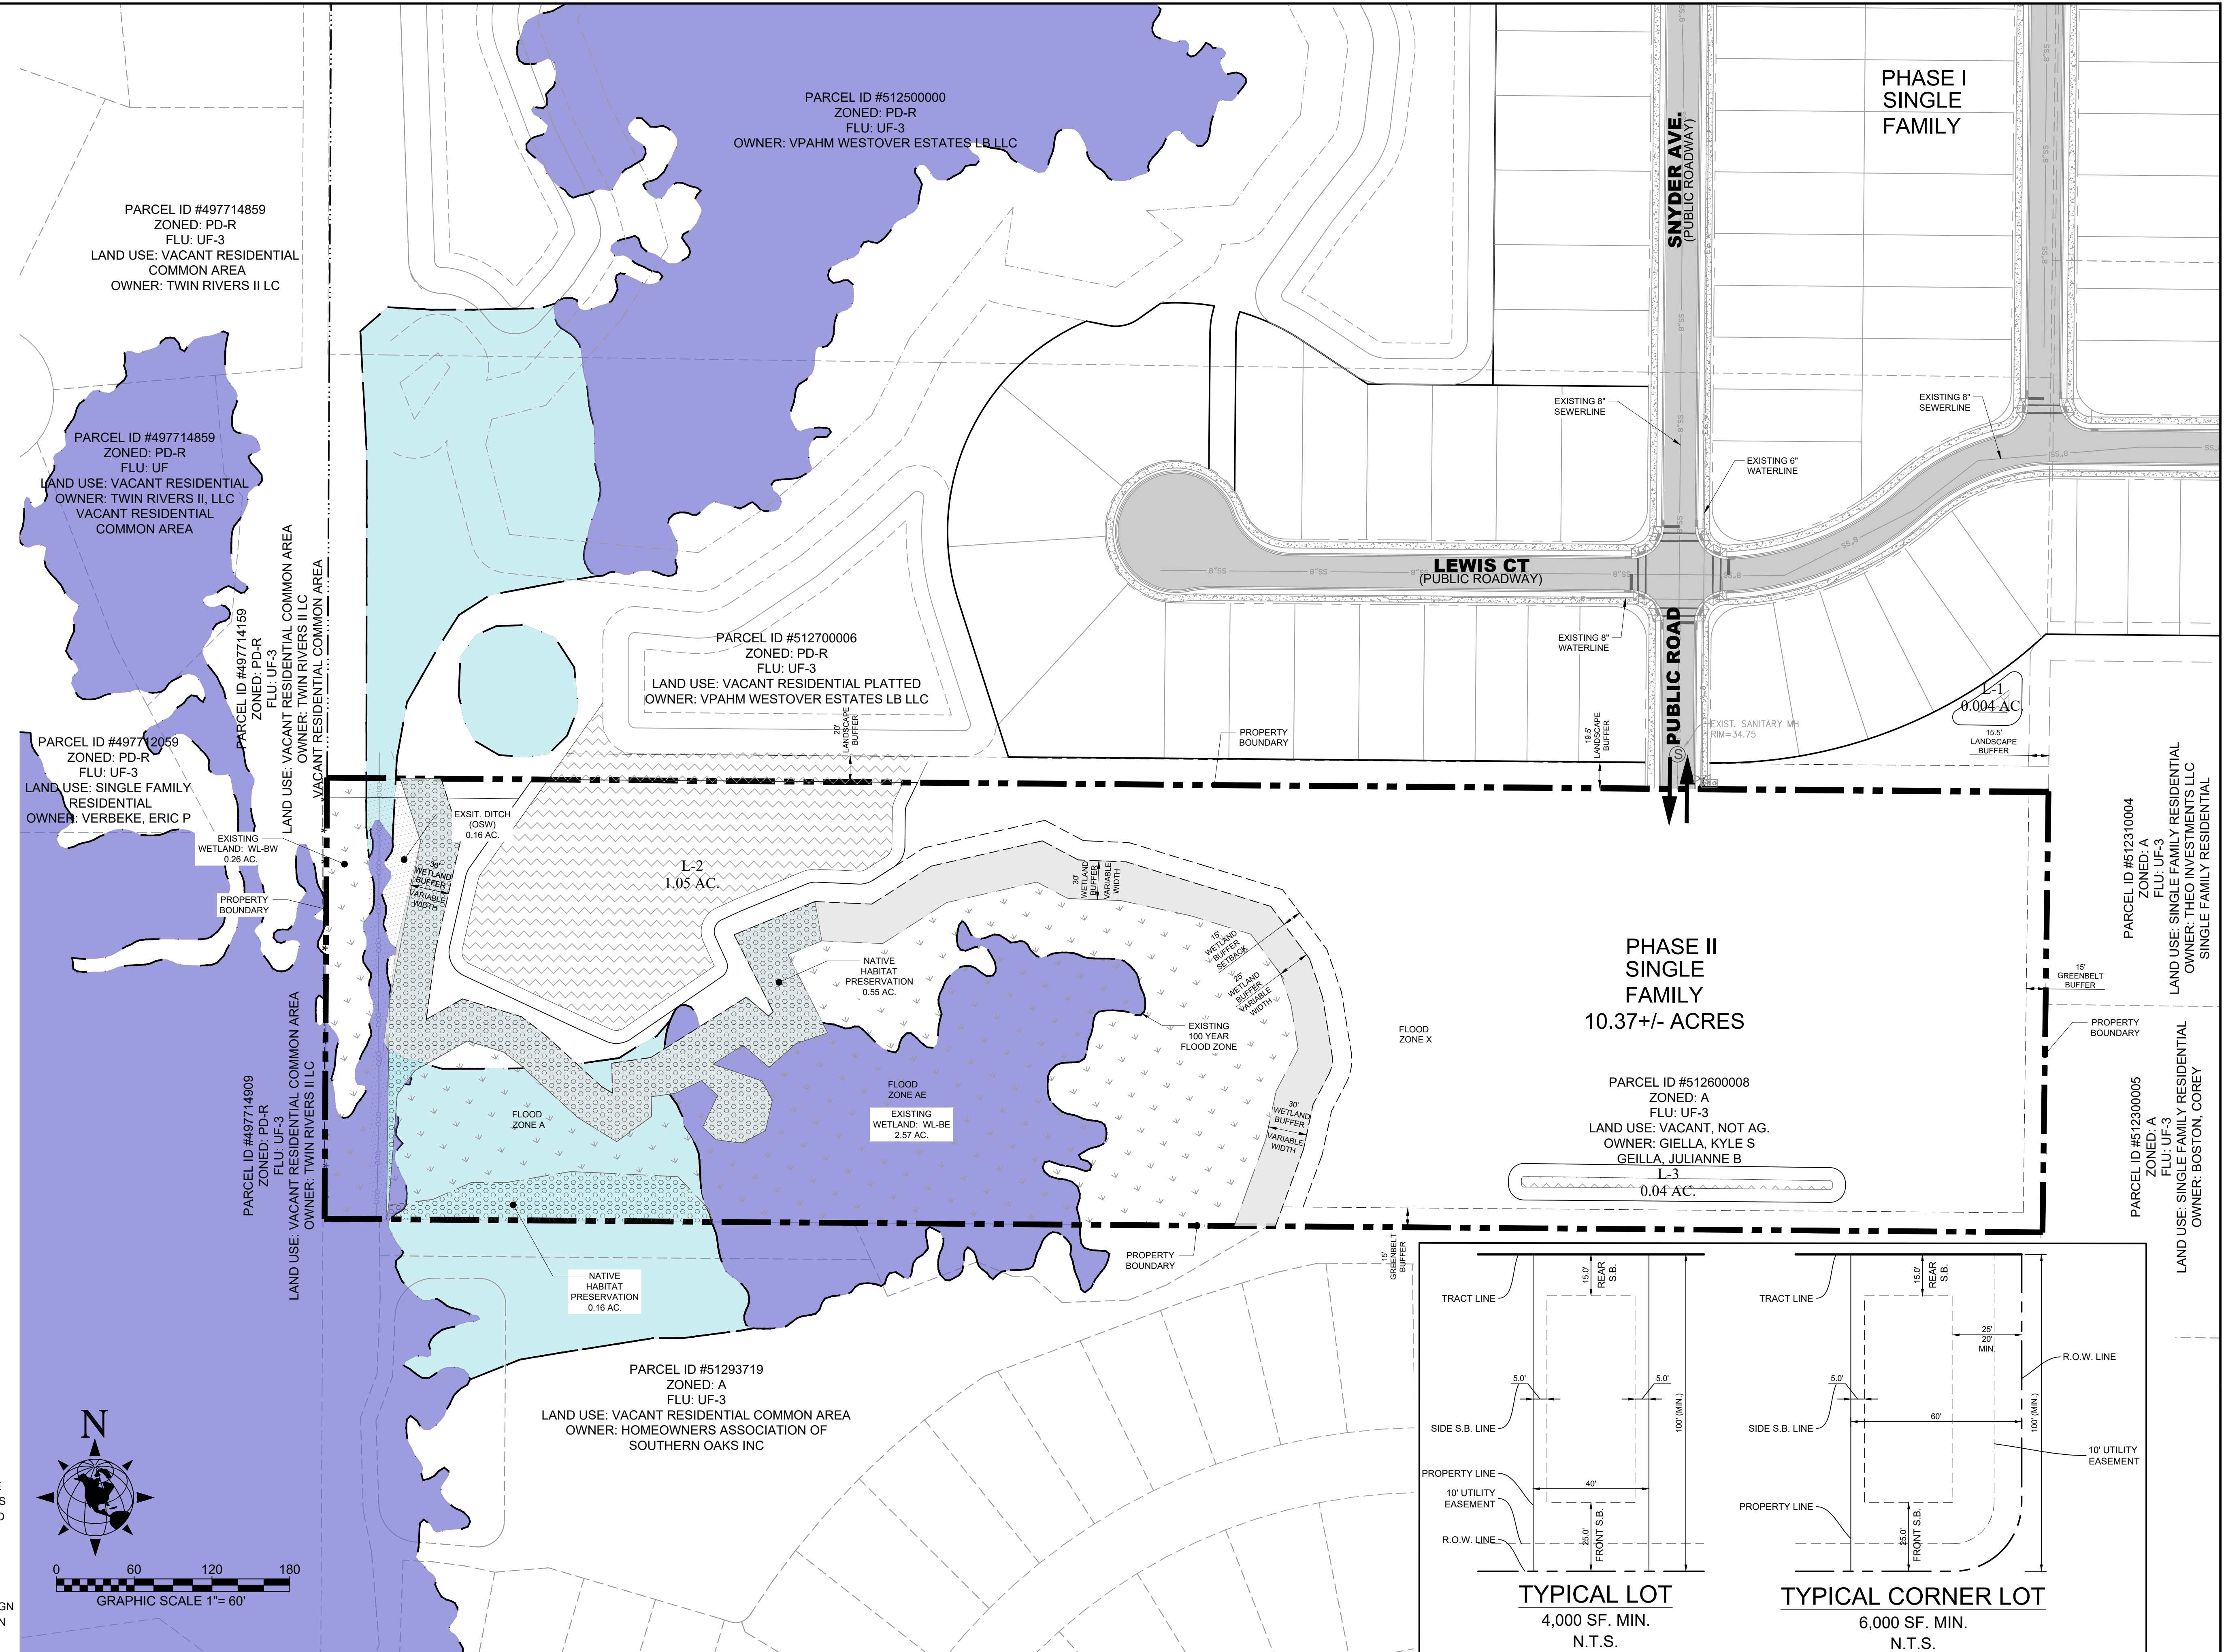 PARCEL ID #512500000
ZONED: PD-R
FLU: UF-3
OWNER: VPAHM WESTOVER ESTATES LB LLC
PHASE I
SINGLE
FAMILY
SNYDER AVE.
(PUBLIC ROADWAY)
PARCEL ID #497714859
ZONED: PD-R
FLU: UF-3
LAND USE: VACANT RESIDENTIAL
COMMON AREA
OWNER: TWIN RIVERS II LC
PARCEL ID #497714859
ZONED: PD-R
FLU: UF
LAND USE: VACANT RESIDENTIAL
OWNER: TWIN RIVERS II, LLC
VACANT RESIDENTIAL
COMMON AREA
EXISTING 8"
SEWERLINE
EXISTING 8"
SEWERLINE
EXISTING 6"
WATERLINE
LEWIS CT
(PUBLIC ROADWAY)
EXISTING 8"
WATERLINE
PUBLIC ROAD
EXIST. SANITARY MH
RIM=34.75
S
L-1
0.004 AC.
15.5'
LANDSCAPE
BUFFER
19.5'
LANDSCAPE
BUFFER
PROPERTY
BOUNDARY
PARCEL ID #512700006
ZONED: PD-R
FLU: UF-3
LAND USE: VACANT RESIDENTIAL PLATTED
OWNER: VPAHM WESTOVER ESTATES LB LLC
20'
LANDSCAPE
BUFFER
PARCEL ID #497714159
ZONED: PD-R
FLU: UF-3
LAND USE: VACANT RESIDENTIAL COMMON AREA
OWNER: TWIN RIVERS II LC
VACANT RESIDENTIAL COMMON AREA
PARCEL ID #497712059
ZONED: PD-R
FLU: UF-3
LAND USE: SINGLE FAMILY
RESIDENTIAL
OWNER: VERBEKE, ERIC P
EXISTING
WETLAND: WL-BW
0.26 AC.
PROPERTY
BOUNDARY
EXSIT. DITCH
(OSW)
0.16 AC.
30'
WETLAND
BUFFER
VARIABLE
WIDTH
L-2
1.05 AC.
30'
WETLAND
BUFFER
VARIABLE
WIDTH
NATIVE
HABITAT
PRESERVATION
0.55 AC.
15'
WETLAND
BUFFER
SETBACK
25'
WETLAND
BUFFER
VARIABLE
WIDTH
EXISTING
100 YEAR
FLOOD ZONE
FLOOD
ZONE X
PHASE II
SINGLE
FAMILY
10.37+/- ACRES
PARCEL ID #512600008
ZONED: A
FLU: UF-3
LAND USE: VACANT, NOT AG.
OWNER: GIELLA, KYLE S
GEILLA, JULIANNE B
L-3
0.04 AC.
PARCEL ID #512310004
ZONED: A
FLU: UF-3
LAND USE: SINGLE FAMILY RESIDENTIAL
OWNER: THEO INVESTMENTS LLC
SINGLE FAMILY RESIDENTIAL
15'
GREENBELT
BUFFER
PROPERTY
BOUNDARY
PARCEL ID #512300005
ZONED: A
FLU: UF-3
LAND USE: SINGLE FAMILY RESIDENTIAL
OWNER: BOSTON, COREY
PARCEL ID #497714909
ZONED: PD-R
FLU: UF-3
LAND USE: VACANT RESIDENTIAL COMMON AREA
OWNER: TWIN RIVERS II LC
FLOOD
ZONE A
FLOOD
ZONE AE
EXISTING
WETLAND: WL-BE
2.57 AC.
30'
WETLAND
BUFFER
VARIABLE
WIDTH
NATIVE
HABITAT
PRESERVATION
0.16 AC.
PROPERTY
BOUNDARY
15'
GREENBELT
BUFFER
PARCEL ID #51293719
ZONED: A
FLU: UF-3
LAND USE: VACANT RESIDENTIAL COMMON AREA
OWNER: HOMEOWNERS ASSOCIATION OF
SOUTHERN OAKS INC
N
0 60 120 180
GRAPHIC SCALE 1"= 60'
TRACT LINE
15.0'
REAR
S.B.
5.0'
5.0'
SIDE S.B. LINE
100' (MIN.)
PROPERTY LINE
40'
10' UTILITY
EASEMENT
R.O.W. LINE
25.0'
FRONT S.B.
TYPICAL LOT
4,000 SF. MIN.
N.T.S.
TRACT LINE
15.0'
REAR
S.B.
25'
20'
MIN.
R.O.W. LINE
5.0'
SIDE S.B. LINE
60'
100' (MIN.)
10' UTILITY
EASEMENT
PROPERTY LINE
25.0'
FRONT S.B.
TYPICAL CORNER LOT
6,000 SF. MIN.
N.T.S.